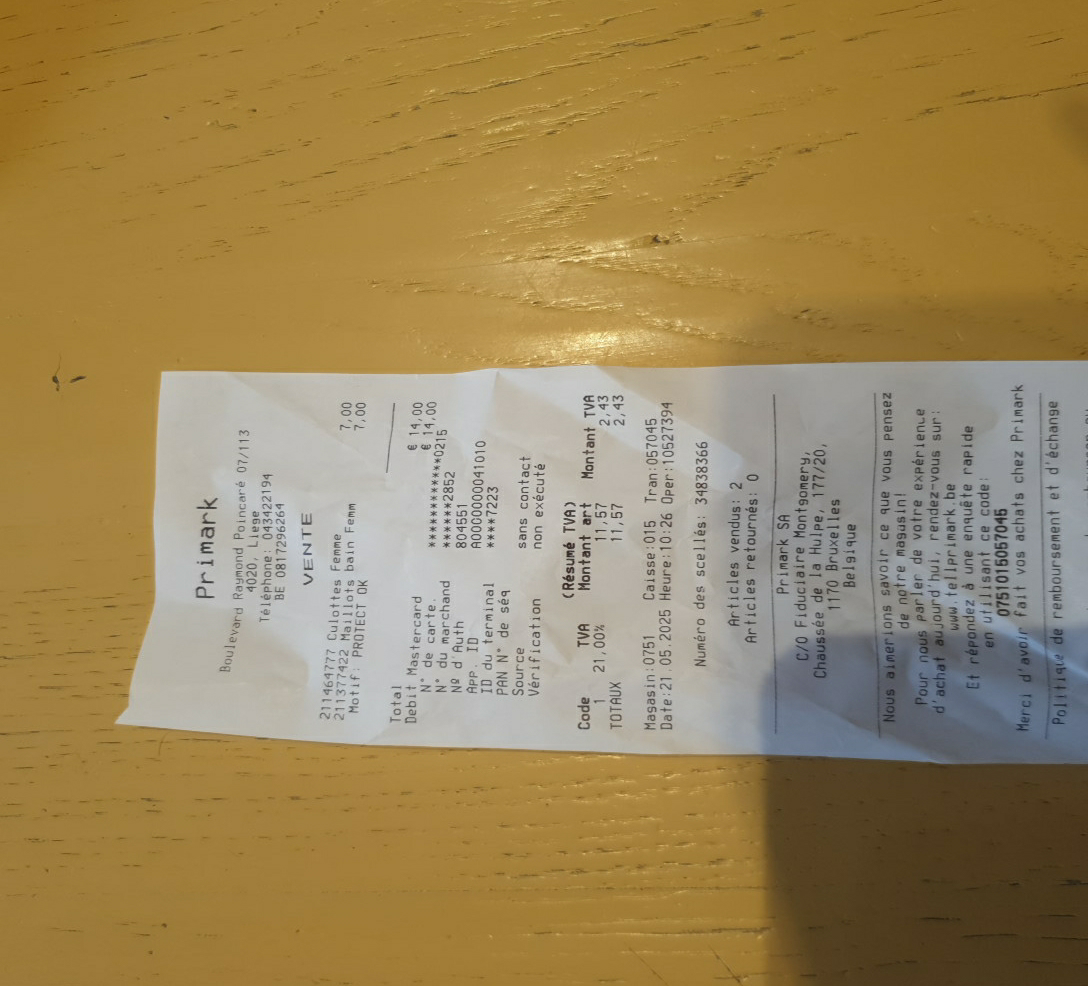 Primark
Boulevard Raymond Poincaré 07/113
4020, Liege
Téléphone: 043422194
BE 0817296264
VENTE
211464777 Culottes Femme 7,00
211377422 Maillots bain Femm 7,00
Motif: PROTECT OK
Total € 14,00
Debit Mastercard € 14,00
N° de carte. ************0215
N° du marchand *****2852
Nº d'Auth 804551
APP. ID A0000000041010
ID du terminal ****7223
PAN N° de séq
Source sans contact
Vérification non exécuté
(Résumé TVA)
Code TVA Montant art Montant TVA
1 21,00% 11,57 2,43
TOTAUX 11,57 2,43
Magasin:0751 Caisse:015 Tran:057045
Date:21.05.2025 Heure:10:26 Oper:10527394
Numéro des scellés: 34838366
Articles vendus: 2
Articles retournés: 0
Primark SA
C/O Fiduciaire Montgomery,
Chaussée de la Hulpe, 177/20,
1170 Bruxelles
Belgique
Nous aimerions savoir ce que vous pensez
de notre magasin!
Pour nous parler de votre expérience
d'achat aujourd'hui, rendez-vous sur:
www.tellprimark.be
Et répondez à une enquête rapide
en utilisant ce code:
075101505704​5
Merci d'avoir fait vos achats chez Primark
Politique de remboursement et d'échange